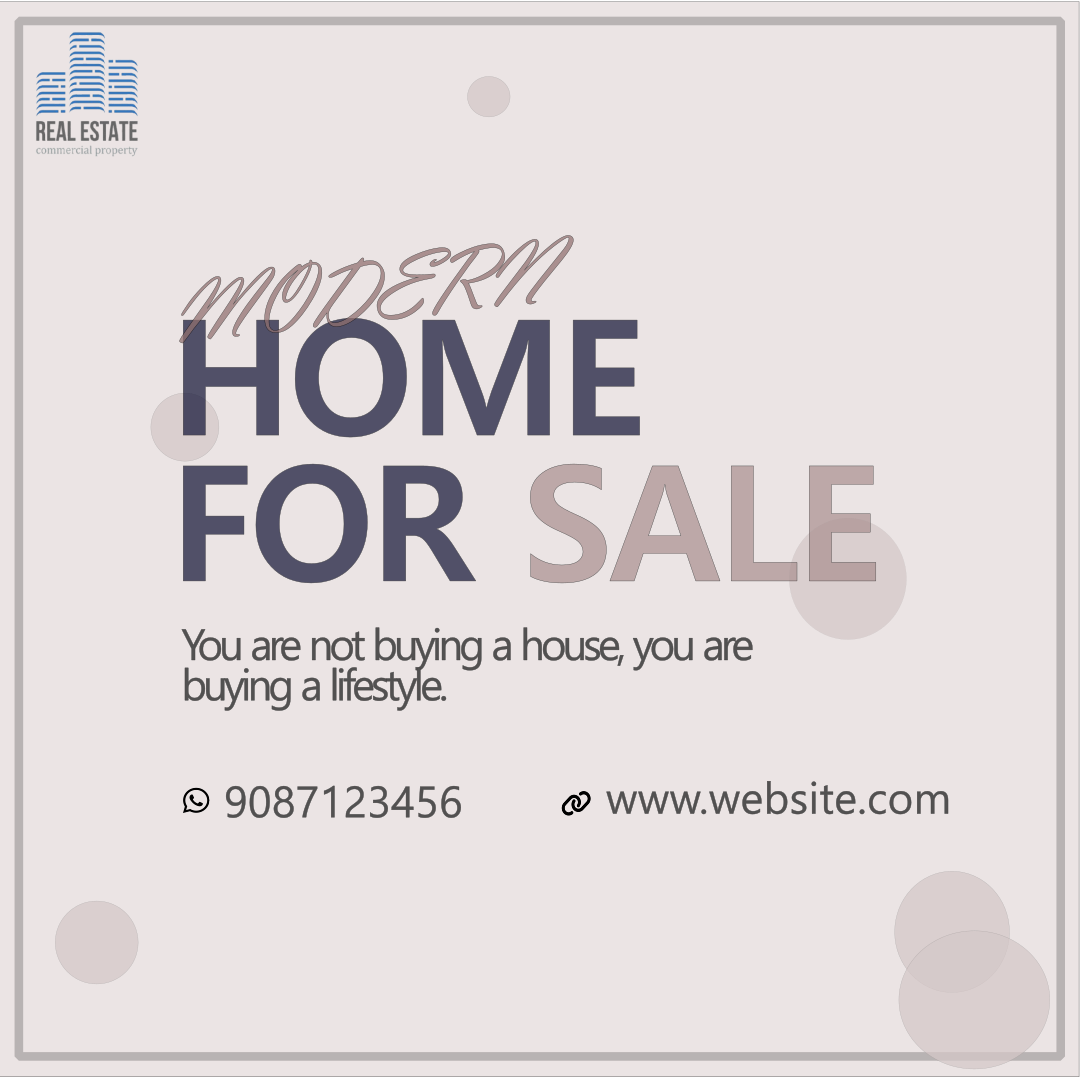 REAL ESTATE
commercial property
MODERN
HOME
FOR SALE
You are not buying a house, you are
buying a lifestyle.
9087123456
www.website.com